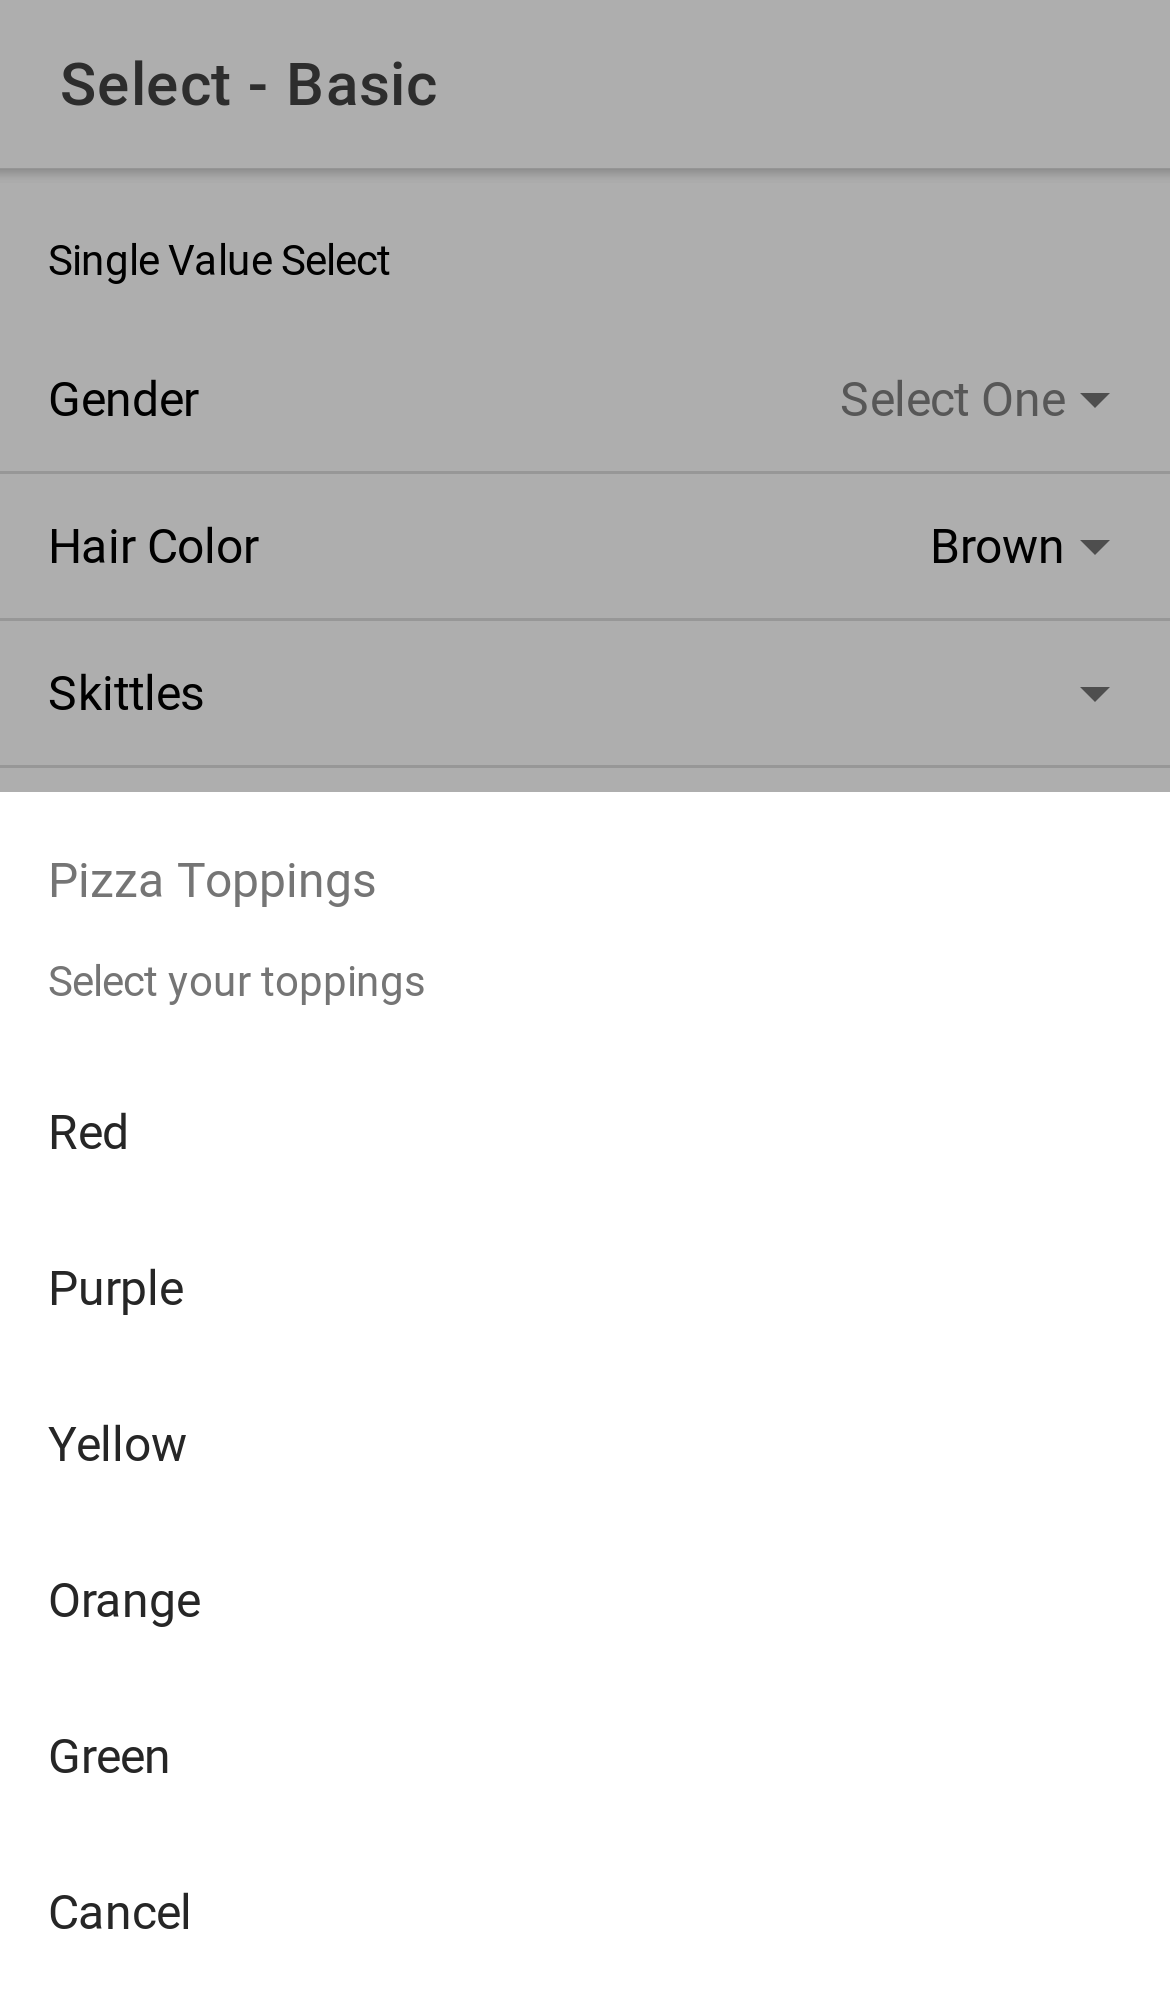 Select - Basic
Single Value Select
Gender Select One
Hair Color Brown
Skittles
Pizza Toppings
Select your toppings
Red
Purple
Yellow
Orange
Green
Cancel